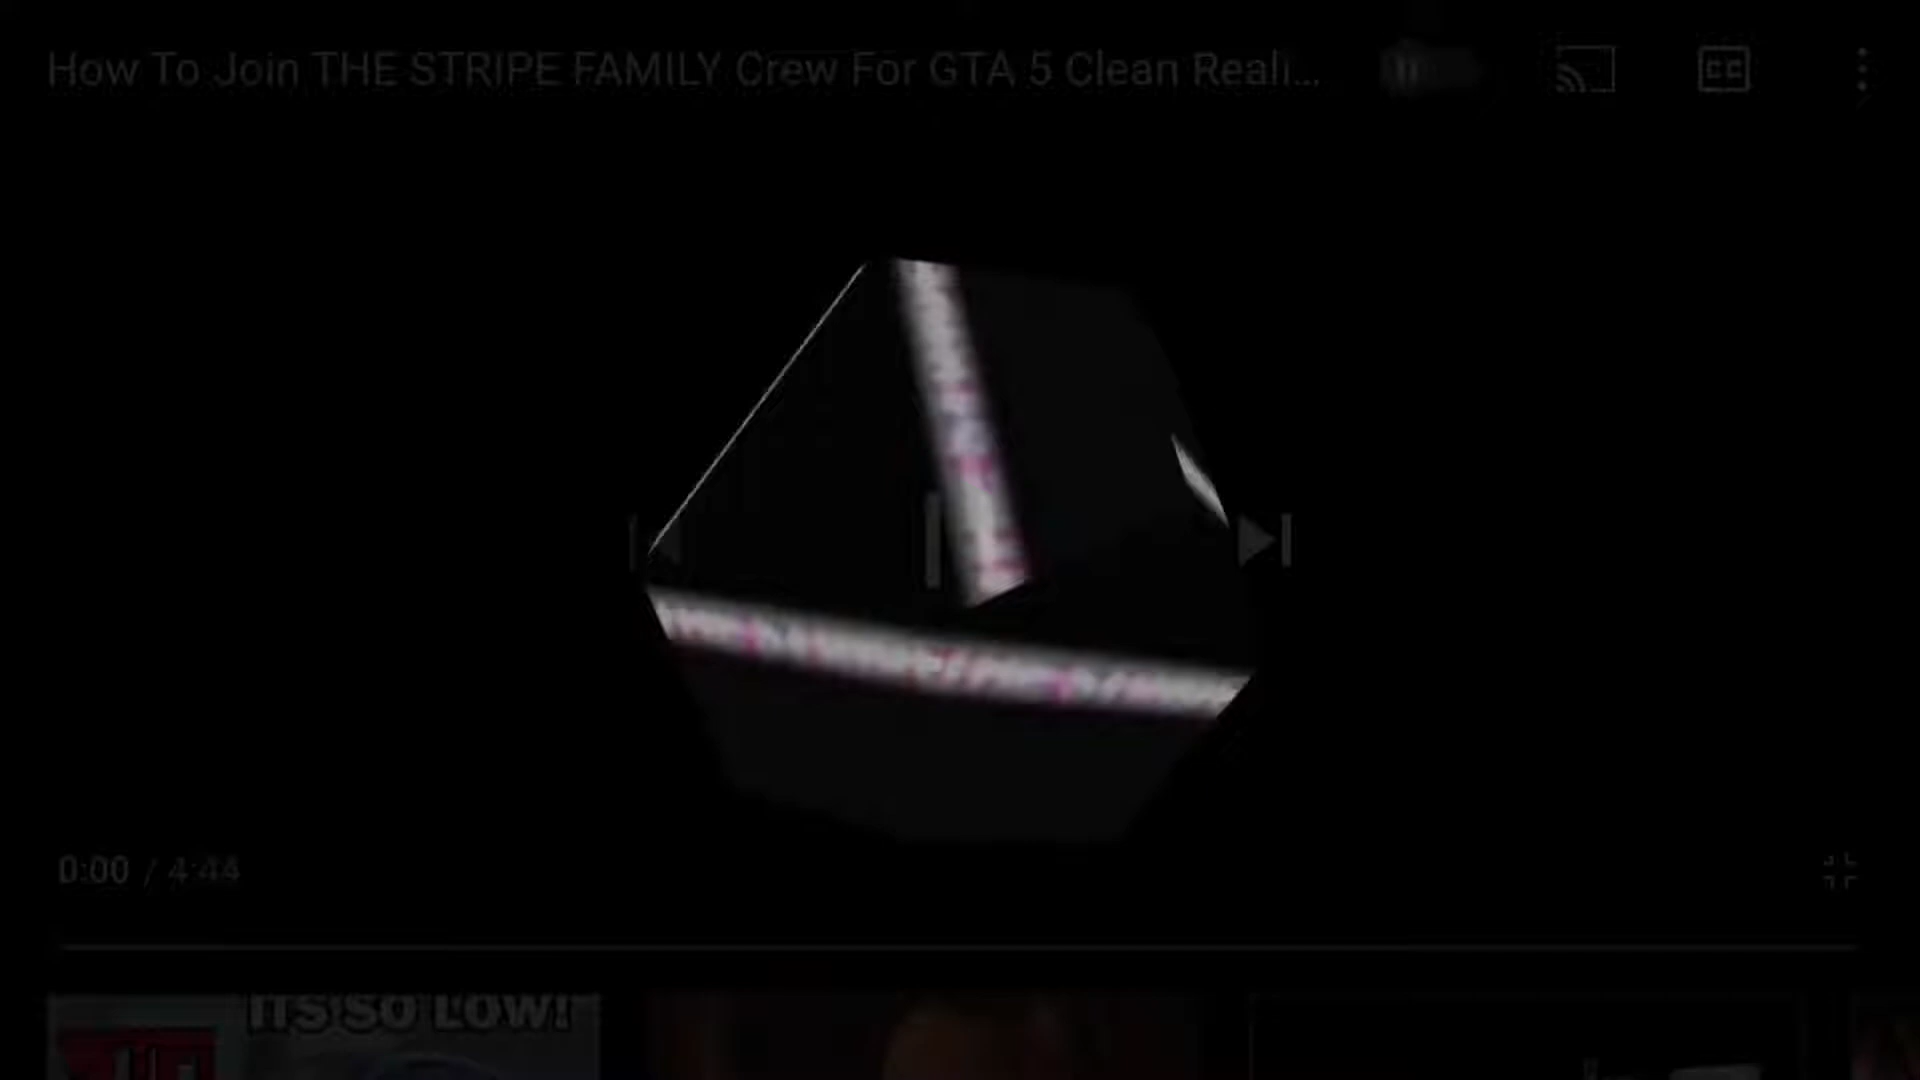 How To Join THE STRIPE FAMILY Crew For GTA 5 Clean Reali...
CC
0:00 / 4:44
ITS SO LOW!